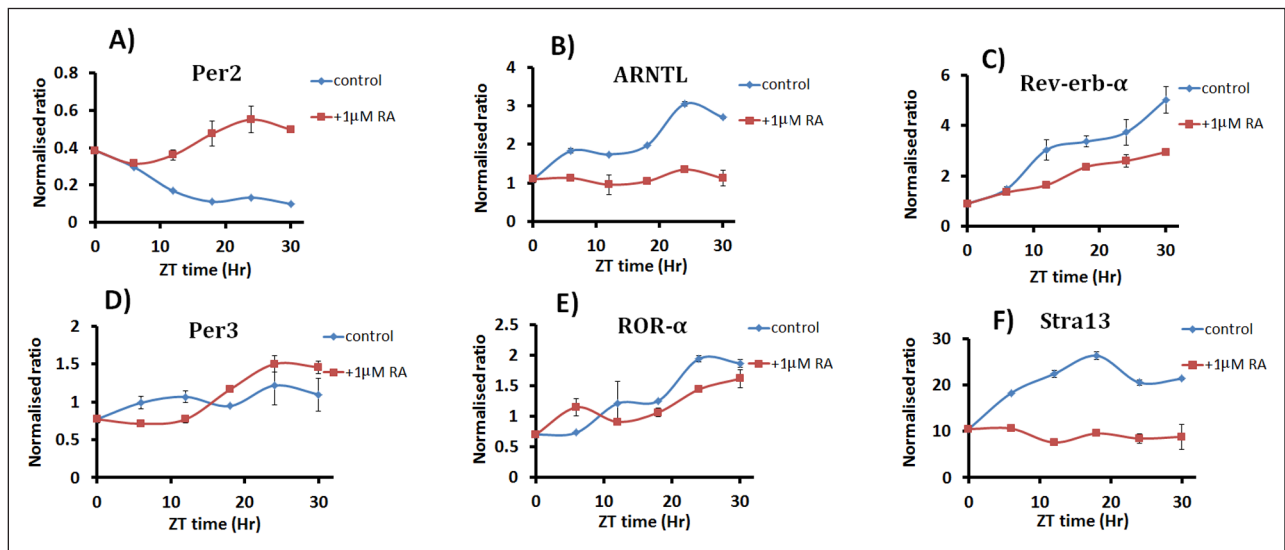 A)
Per2
Normalised ratio
0.8
0.6
0.4
0.2
0
0 10 20 30
ZT time (Hr)
control
+1μM RA
B)
ARNTL
Normalised ratio
4
3
2
1
0
0 10 20 30
ZT time (Hr)
control
+1μM RA
C)
Rev-erb-α
Normalised ratio
6
4
2
0
0 10 20 30
ZT time (Hr)
control
+1μM RA
D)
Per3
Normalised ratio
2
1.5
1
0.5
0
0 10 20 30
ZT time (Hr)
control
+1μM RA
E)
ROR-α
Normalised ratio
2.5
2
1.5
1
0.5
0
0 10 20 30
ZT time (Hr)
control
+1μM RA
F)
Stra13
Normalised ratio
30
20
10
0
0 10 20 30
ZT time (Hr)
control
+1μM RA